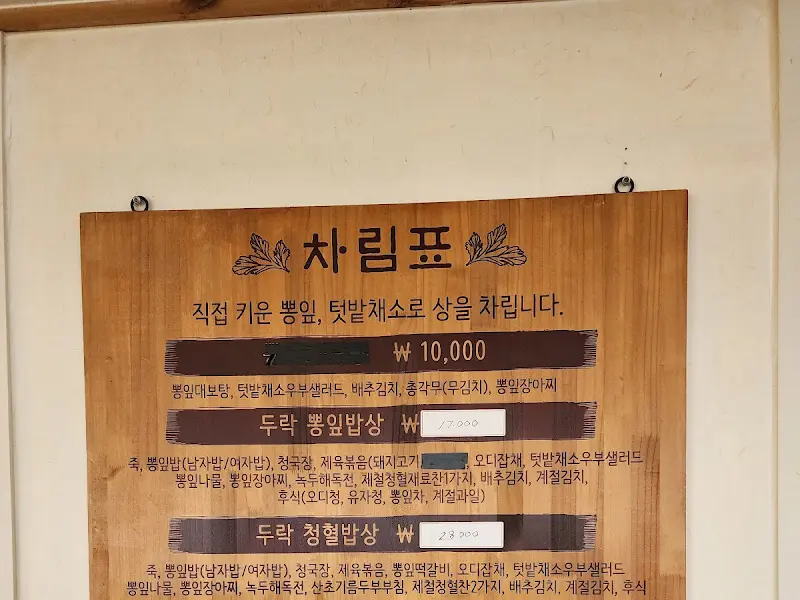 차림표
직접 키운 뽕잎, 텃밭채소로 상을 차립니다.
₩ 10,000
뽕잎대보탕, 텃밭채소우부샐러드, 배추김치, 총각무(무김치), 뽕잎장아찌
두락 뽕잎밥상 ₩ 17.000
죽, 뽕잎밥(남자밥/여자밥), 청국장, 제육볶음(돼지고기 , 오디잡채, 텃밭채소우부샐러드
뽕잎나물, 뽕잎장아찌, 녹두해독전, 제철청혈재료찬1가지, 배추김치, 계절김치,
후식(오디청, 유자청, 뽕잎차, 계절과일)
두락 청혈밥상 ₩ 28.000
죽, 뽕잎밥(남자밥/여자밥), 청국장, 제육볶음, 뽕잎떡갈비, 오디잡채, 텃밭채소우부샐러드
뽕잎나물, 뽕잎장아찌, 녹두해독전, 산초기름두부부침, 제철청혈찬2가지, 배추김치, 계절김치, 후식